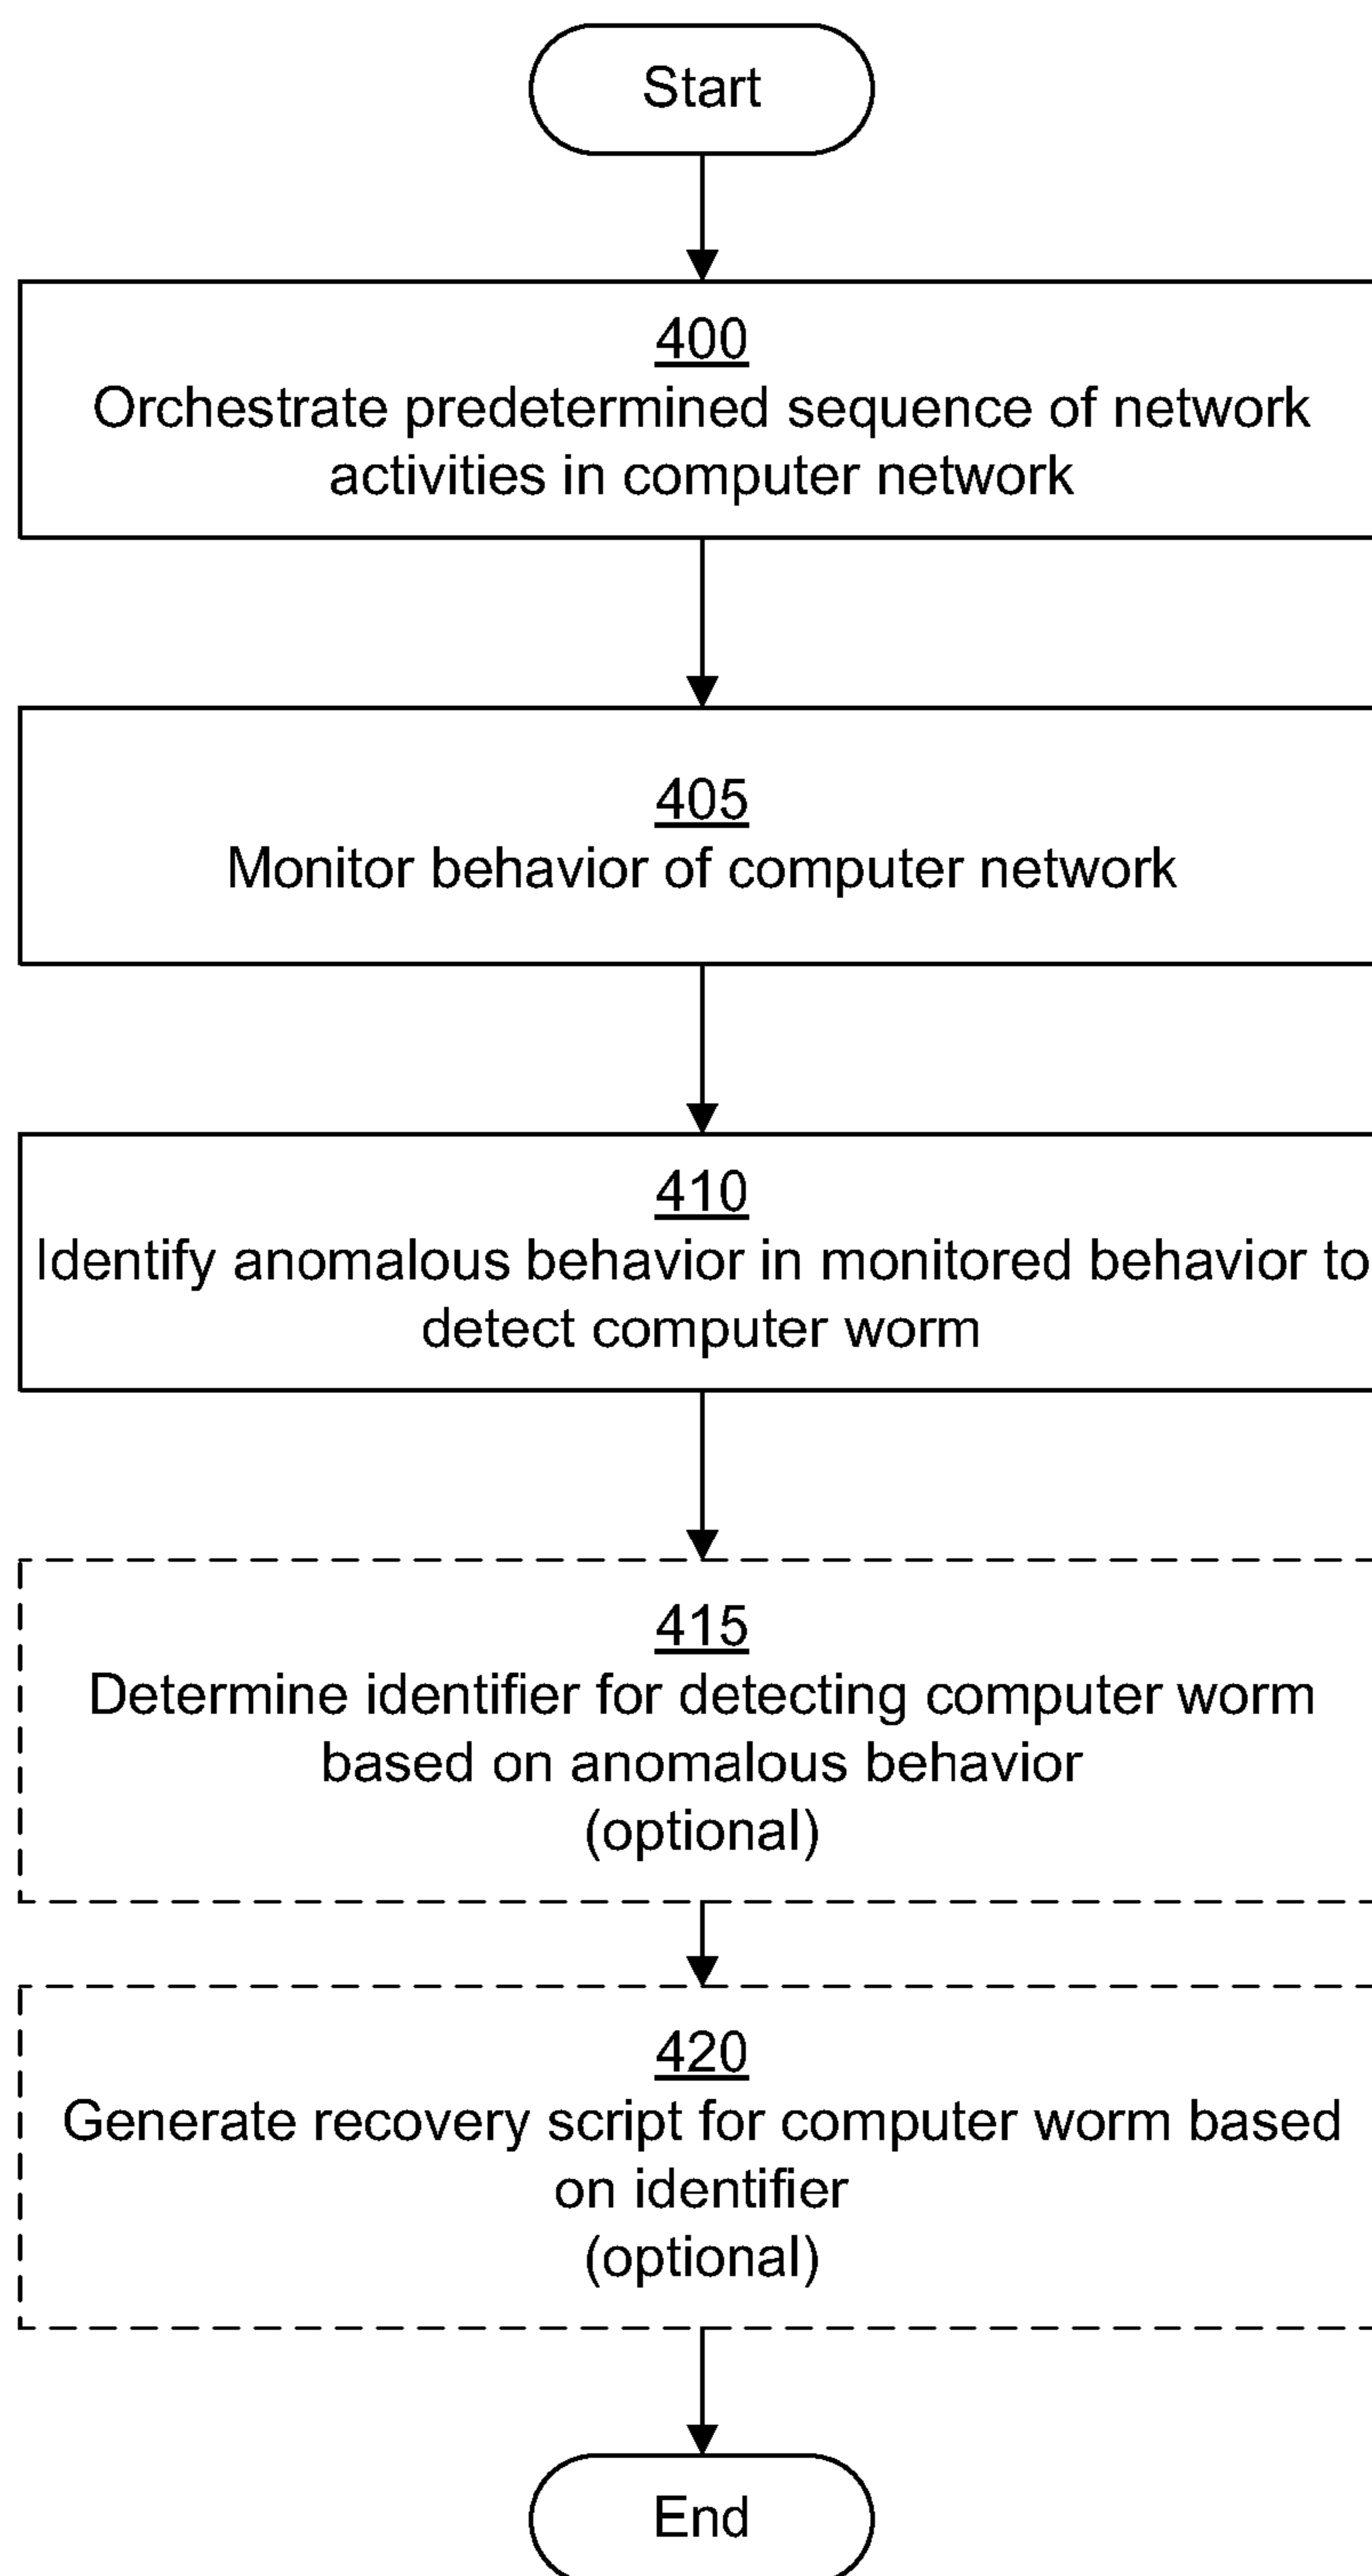 Start
400
Orchestrate predetermined sequence of network
activities in computer network
405
Monitor behavior of computer network
410
Identify anomalous behavior in monitored behavior to
detect computer worm
415
Determine identifier for detecting computer worm
based on anomalous behavior
(optional)
420
Generate recovery script for computer worm based
on identifier
(optional)
End